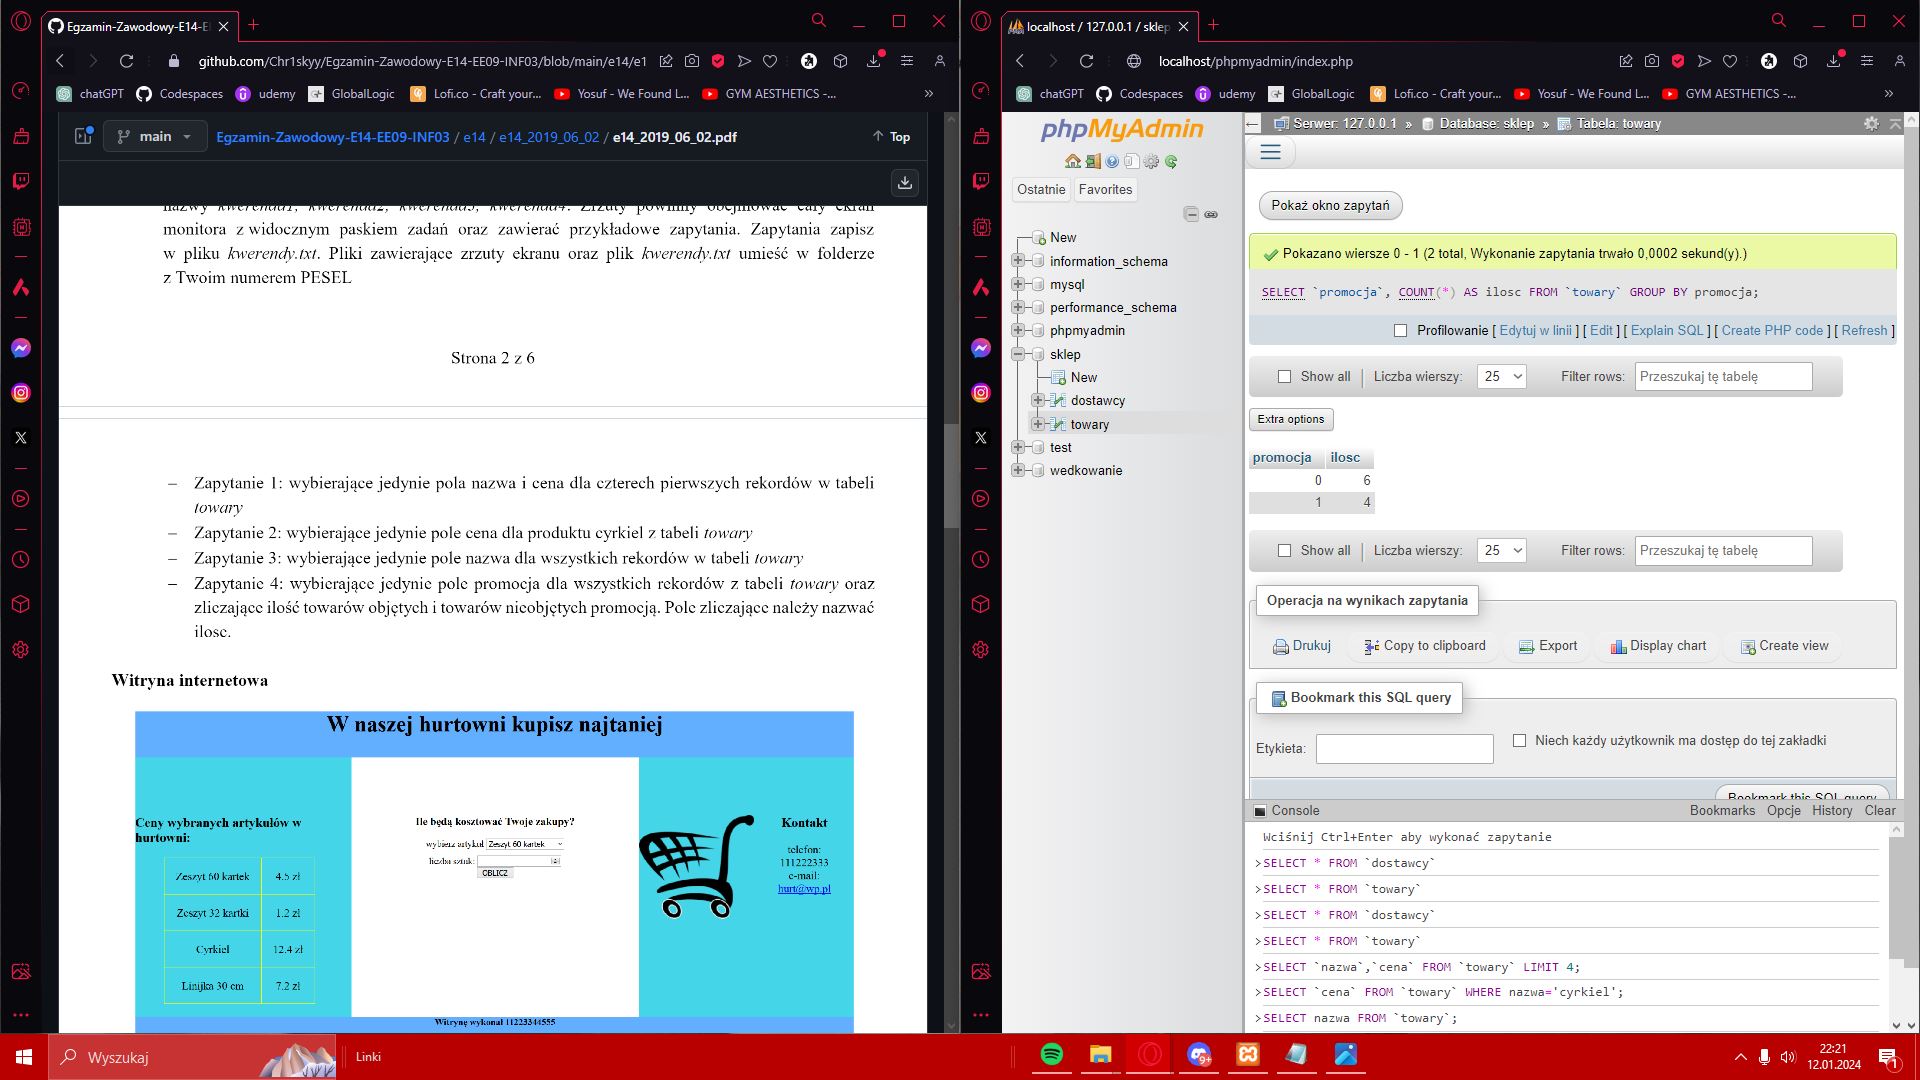 Egzamin-Zawodowy-E14-E
github.com/Chr1skyy/Egzamin-Zawodowy-E14-EE09-INF03/blob/main/e14/e1
chatGPT
Codespaces
udemy
GlobalLogic
Lofi.co - Craft your...
Yosuf - We Found L...
GYM AESTHETICS -...
»
main
Egzamin-Zawodowy-E14-EE09-INF03 / e14 / e14_2019_06_02 / e14_2019_06_02.pdf
Top
nazwy kwerenda1, kwerenda2, kwerenda3, kwerenda4. Zrzuty powinny obejmować cały ekran
monitora z widocznym paskiem zadań oraz zawierać przykładowe zapytania. Zapytania zapisz
w pliku kwerendy.txt. Pliki zawierające zrzuty ekranu oraz plik kwerendy.txt umieść w folderze
z Twoim numerem PESEL
Strona 2 z 6
– Zapytanie 1: wybierające jedynie pola nazwa i cena dla czterech pierwszych rekordów w tabeli
towary
– Zapytanie 2: wybierające jedynie pole cena dla produktu cyrkiel z tabeli towary
– Zapytanie 3: wybierające jedynie pole nazwa dla wszystkich rekordów w tabeli towary
– Zapytanie 4: wybierające jedynie pole promocja dla wszystkich rekordów z tabeli towary oraz
zliczające ilość towarów objętych i towarów nieobjętych promocją. Pole zliczające należy nazwać
ilosc.
Witryna internetowa
W naszej hurtowni kupisz najtaniej
Ceny wybranych artykułów w
hurtowni:
Zeszyt 60 kartek 4.5 zł
Zeszyt 32 kartki 1.2 zł
Cyrkiel 12.4 zł
Linijka 30 cm 7.2 zł
Ile będą kosztować Twoje zakupy?
wybierz artykuł Zeszyt 60 kartek
liczba sztuk:
OBLICZ
Kontakt
telefon:
111222333
e-mail:
hurt@wp.pl
Witrynę wykonał 11223344555
localhost / 127.0.0.1 / sklep
localhost/phpmyadmin/index.php
chatGPT
Codespaces
udemy
GlobalLogic
Lofi.co - Craft your...
Yosuf - We Found L...
GYM AESTHETICS -...
»
phpMyAdmin
Ostatnie
Favorites
New
information_schema
mysql
performance_schema
phpmyadmin
sklep
New
dostawcy
towary
test
wedkowanie
Serwer: 127.0.0.1 » Database: sklep » Tabela: towary
Pokaż okno zapytań
Pokazano wiersze 0 - 1 (2 total, Wykonanie zapytania trwało 0,0002 sekund(y).)
SELECT `promocja`, COUNT(*) AS ilosc FROM `towary` GROUP BY promocja;
Profilowanie [ Edytuj w linii ] [ Edit ] [ Explain SQL ] [ Create PHP code ] [ Refresh ]
Show all
Liczba wierszy: 25
Filter rows: Przeszukaj tę tabelę
Extra options
promocja ilosc
0 6
1 4
Show all
Liczba wierszy: 25
Filter rows: Przeszukaj tę tabelę
Operacja na wynikach zapytania
Drukuj
Copy to clipboard
Export
Display chart
Create view
Bookmark this SQL query
Etykieta:
Niech każdy użytkownik ma dostęp do tej zakładki
Bookmark this SQL query
Console
Bookmarks
Opcje
History
Clear
Wciśnij Ctrl+Enter aby wykonać zapytanie
>SELECT * FROM `dostawcy`
>SELECT * FROM `towary`
>SELECT * FROM `dostawcy`
>SELECT * FROM `towary`
>SELECT `nazwa`,`cena` FROM `towary` LIMIT 4;
>SELECT `cena` FROM `towary` WHERE nazwa='cyrkiel';
>SELECT nazwa FROM `towary`;
Wyszukaj
Linki
9+
22:21
12.01.2024
1